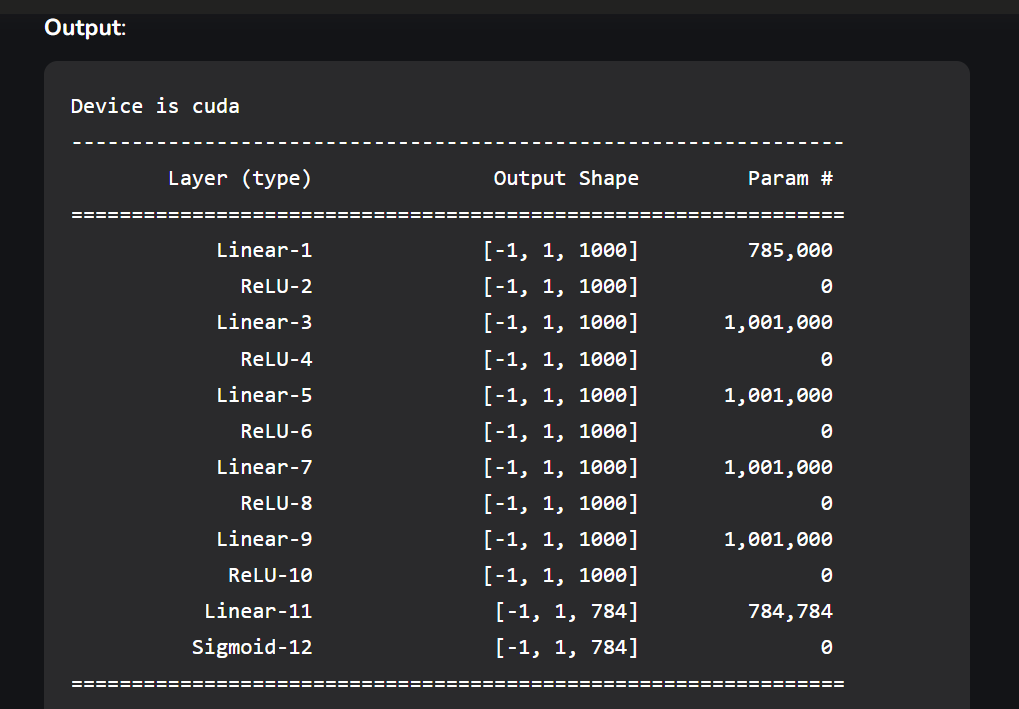 Output:
Device is cuda
----------------------------------------------------------------
Layer (type) Output Shape Param #
================================================================
Linear-1 [-1, 1, 1000] 785,000
ReLU-2 [-1, 1, 1000] 0
Linear-3 [-1, 1, 1000] 1,001,000
ReLU-4 [-1, 1, 1000] 0
Linear-5 [-1, 1, 1000] 1,001,000
ReLU-6 [-1, 1, 1000] 0
Linear-7 [-1, 1, 1000] 1,001,000
ReLU-8 [-1, 1, 1000] 0
Linear-9 [-1, 1, 1000] 1,001,000
ReLU-10 [-1, 1, 1000] 0
Linear-11 [-1, 1, 784] 784,784
Sigmoid-12 [-1, 1, 784] 0
================================================================